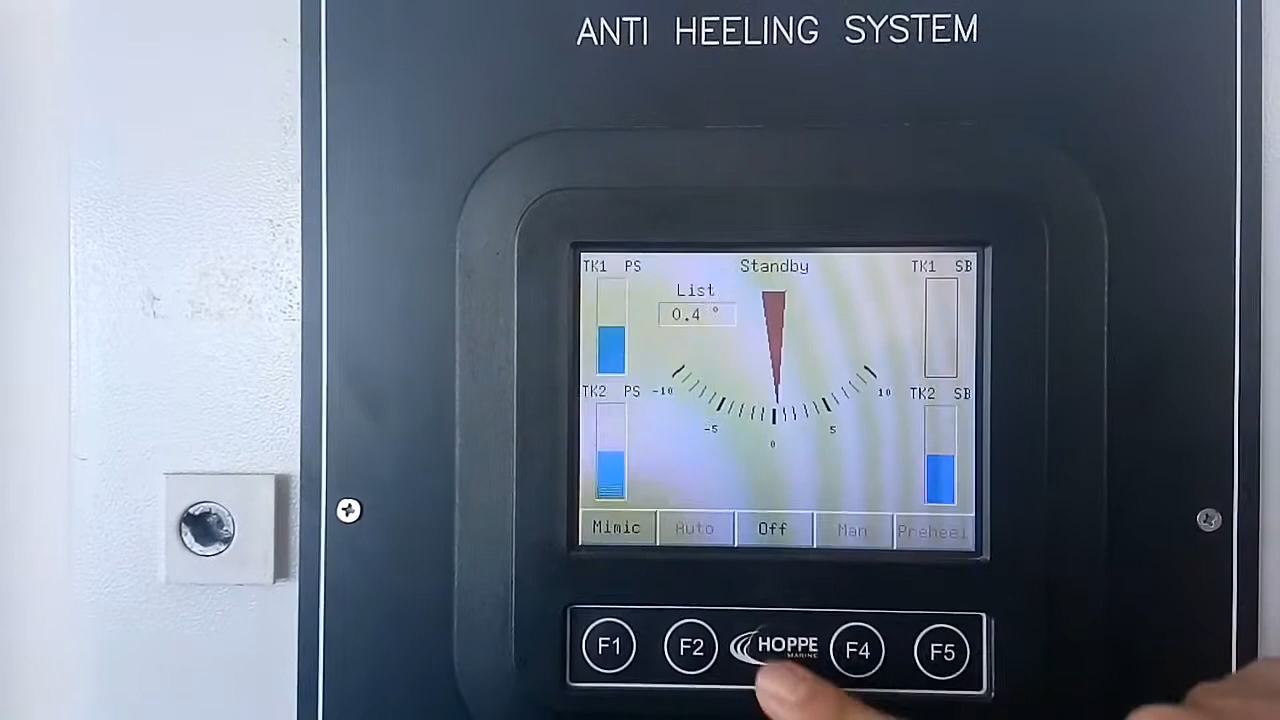 ANTI HEELING SYSTEM
TK1 PS Standby TK1 SB
List
0.4 °
TK2 PS -10 10 TK2 SB
-5 5
0
Mimic Auto Off Man Preheel
F1 F2 HOPPE MARINE F4 F5